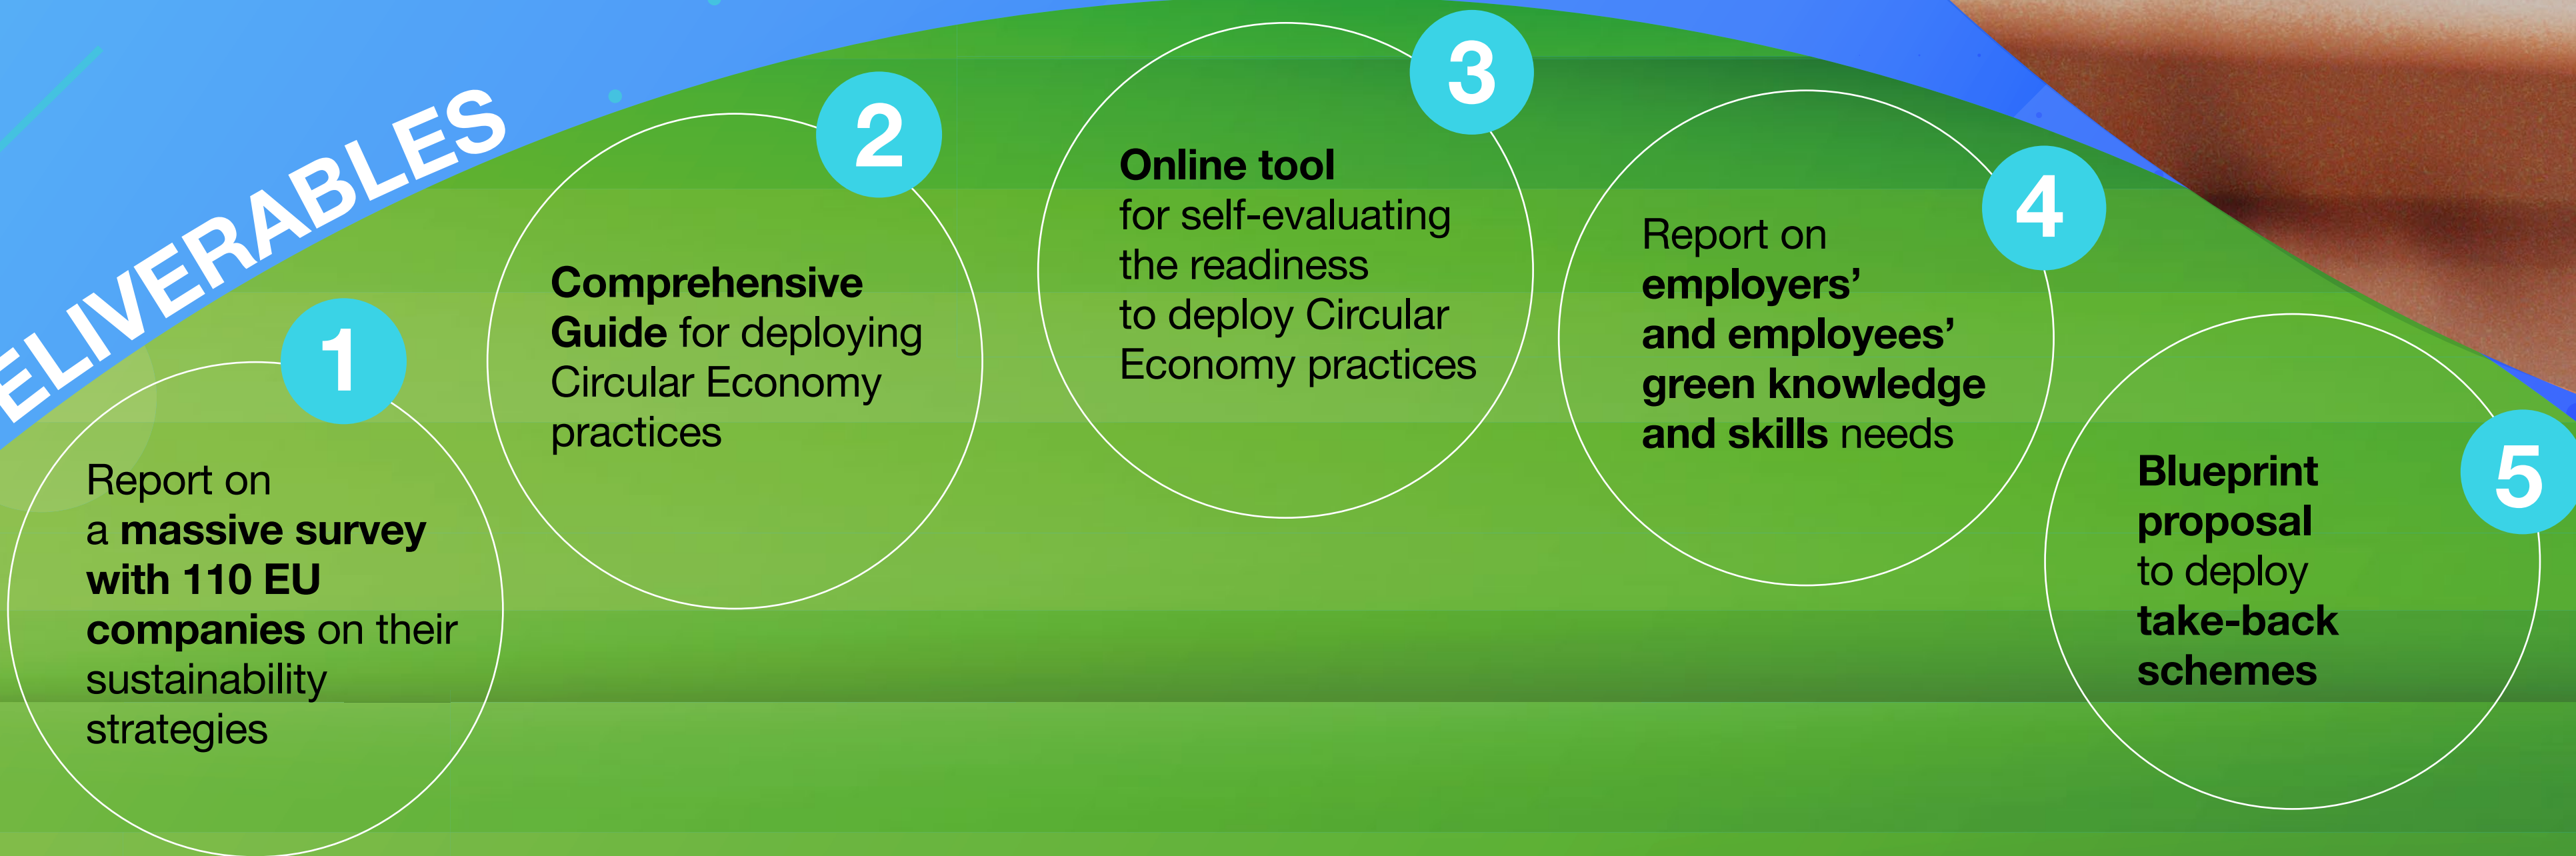 ELIVERABLES
1
Report on
a massive survey
with 110 EU
companies on their
sustainability
strategies
2
Comprehensive
Guide for deploying
Circular Economy
practices
3
Online tool
for self-evaluating
the readiness
to deploy Circular
Economy practices
4
Report on
employers’
and employees’
green knowledge
and skills needs
5
Blueprint
proposal
to deploy
take-back
schemes